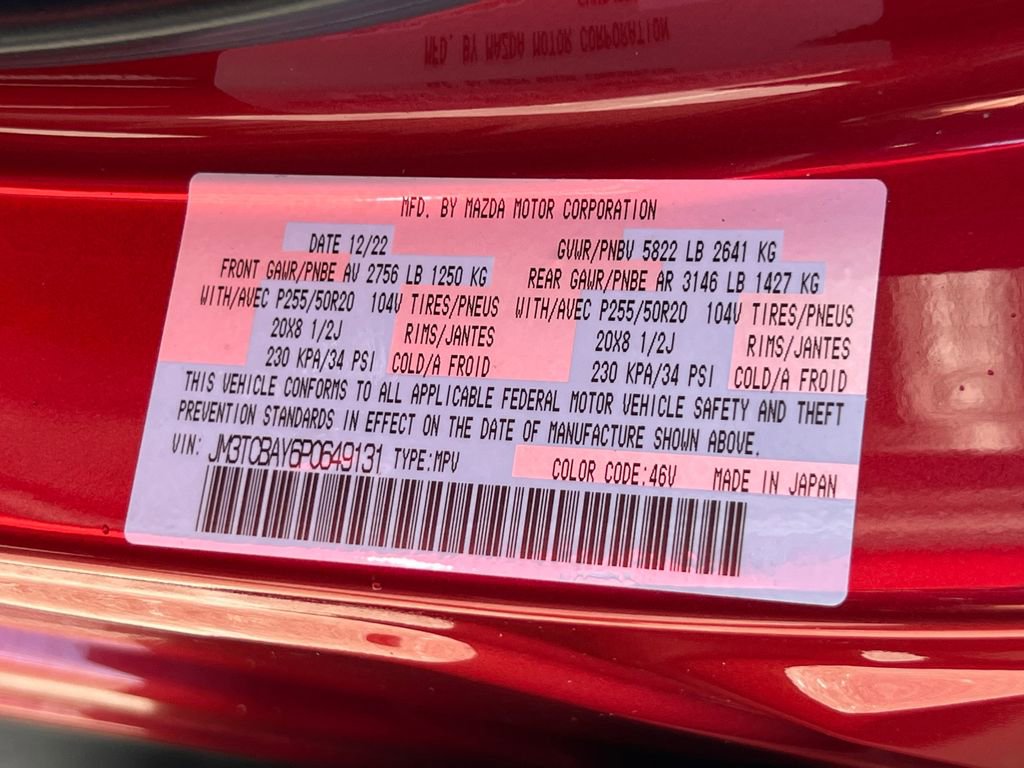 MFD. BY MAZDA MOTOR CORPORATION
MFD. BY MAZDA MOTOR CORPORATION
DATE 12/22 GVWR/PNBV 5822 LB 2641 KG
FRONT GAWR/PNBE AV 2756 LB 1250 KG REAR GAWR/PNBE AR 3146 LB 1427 KG
WITH/AVEC P255/50R20 104V TIRES/PNEUS WITH/AVEC P255/50R20 104V TIRES/PNEUS
20X8 1/2J RIMS/JANTES 20X8 1/2J RIMS/JANTES
230 KPA/34 PSI COLD/A FROID 230 KPA/34 PSI COLD/A FROID
THIS VEHICLE CONFORMS TO ALL APPLICABLE FEDERAL MOTOR VEHICLE SAFETY AND THEFT
PREVENTION STANDARDS IN EFFECT ON THE DATE OF MANUFACTURE SHOWN ABOVE.
VIN: JM3TCBAY6P0649131 TYPE:MPV COLOR CODE:46V MADE IN JAPAN